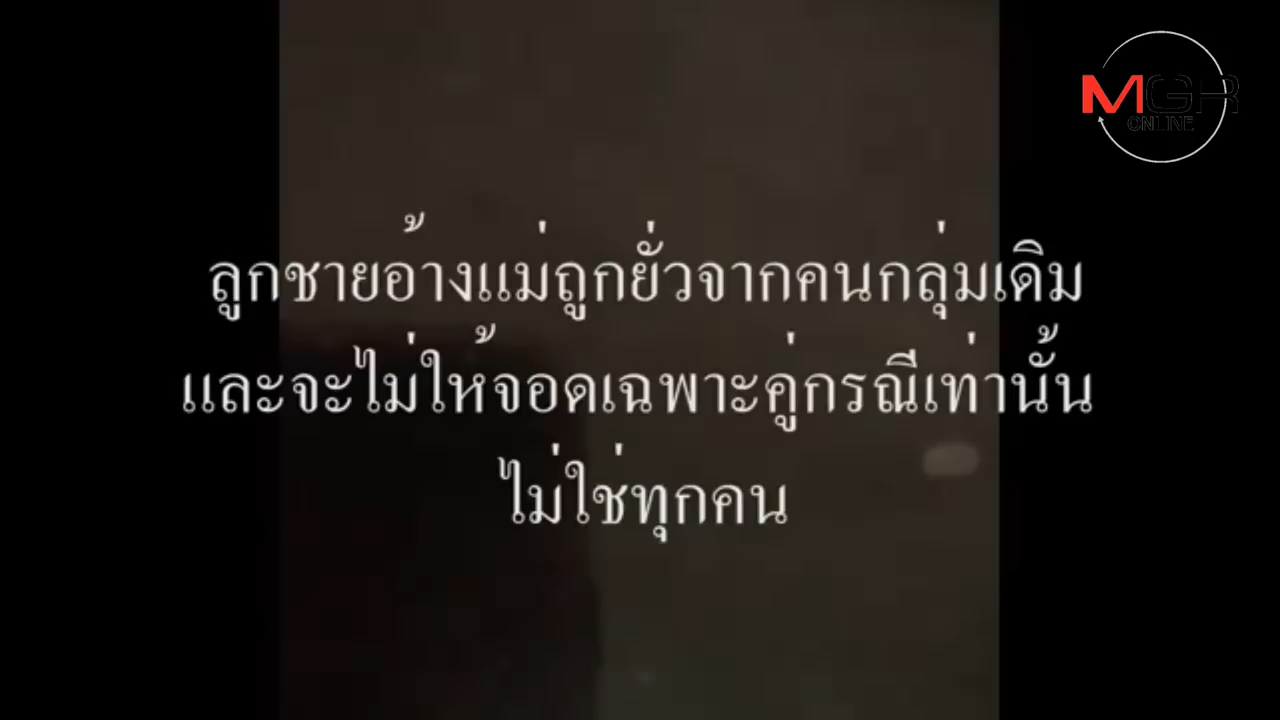 MGR
ONLINE
ลูกชายอ้างแม่ถูกยั่วจากคนกลุ่มเดิม
และจะไม่ให้จอดเฉพาะคู่กรณีเท่านั้น
ไม่ใช่ทุกคน